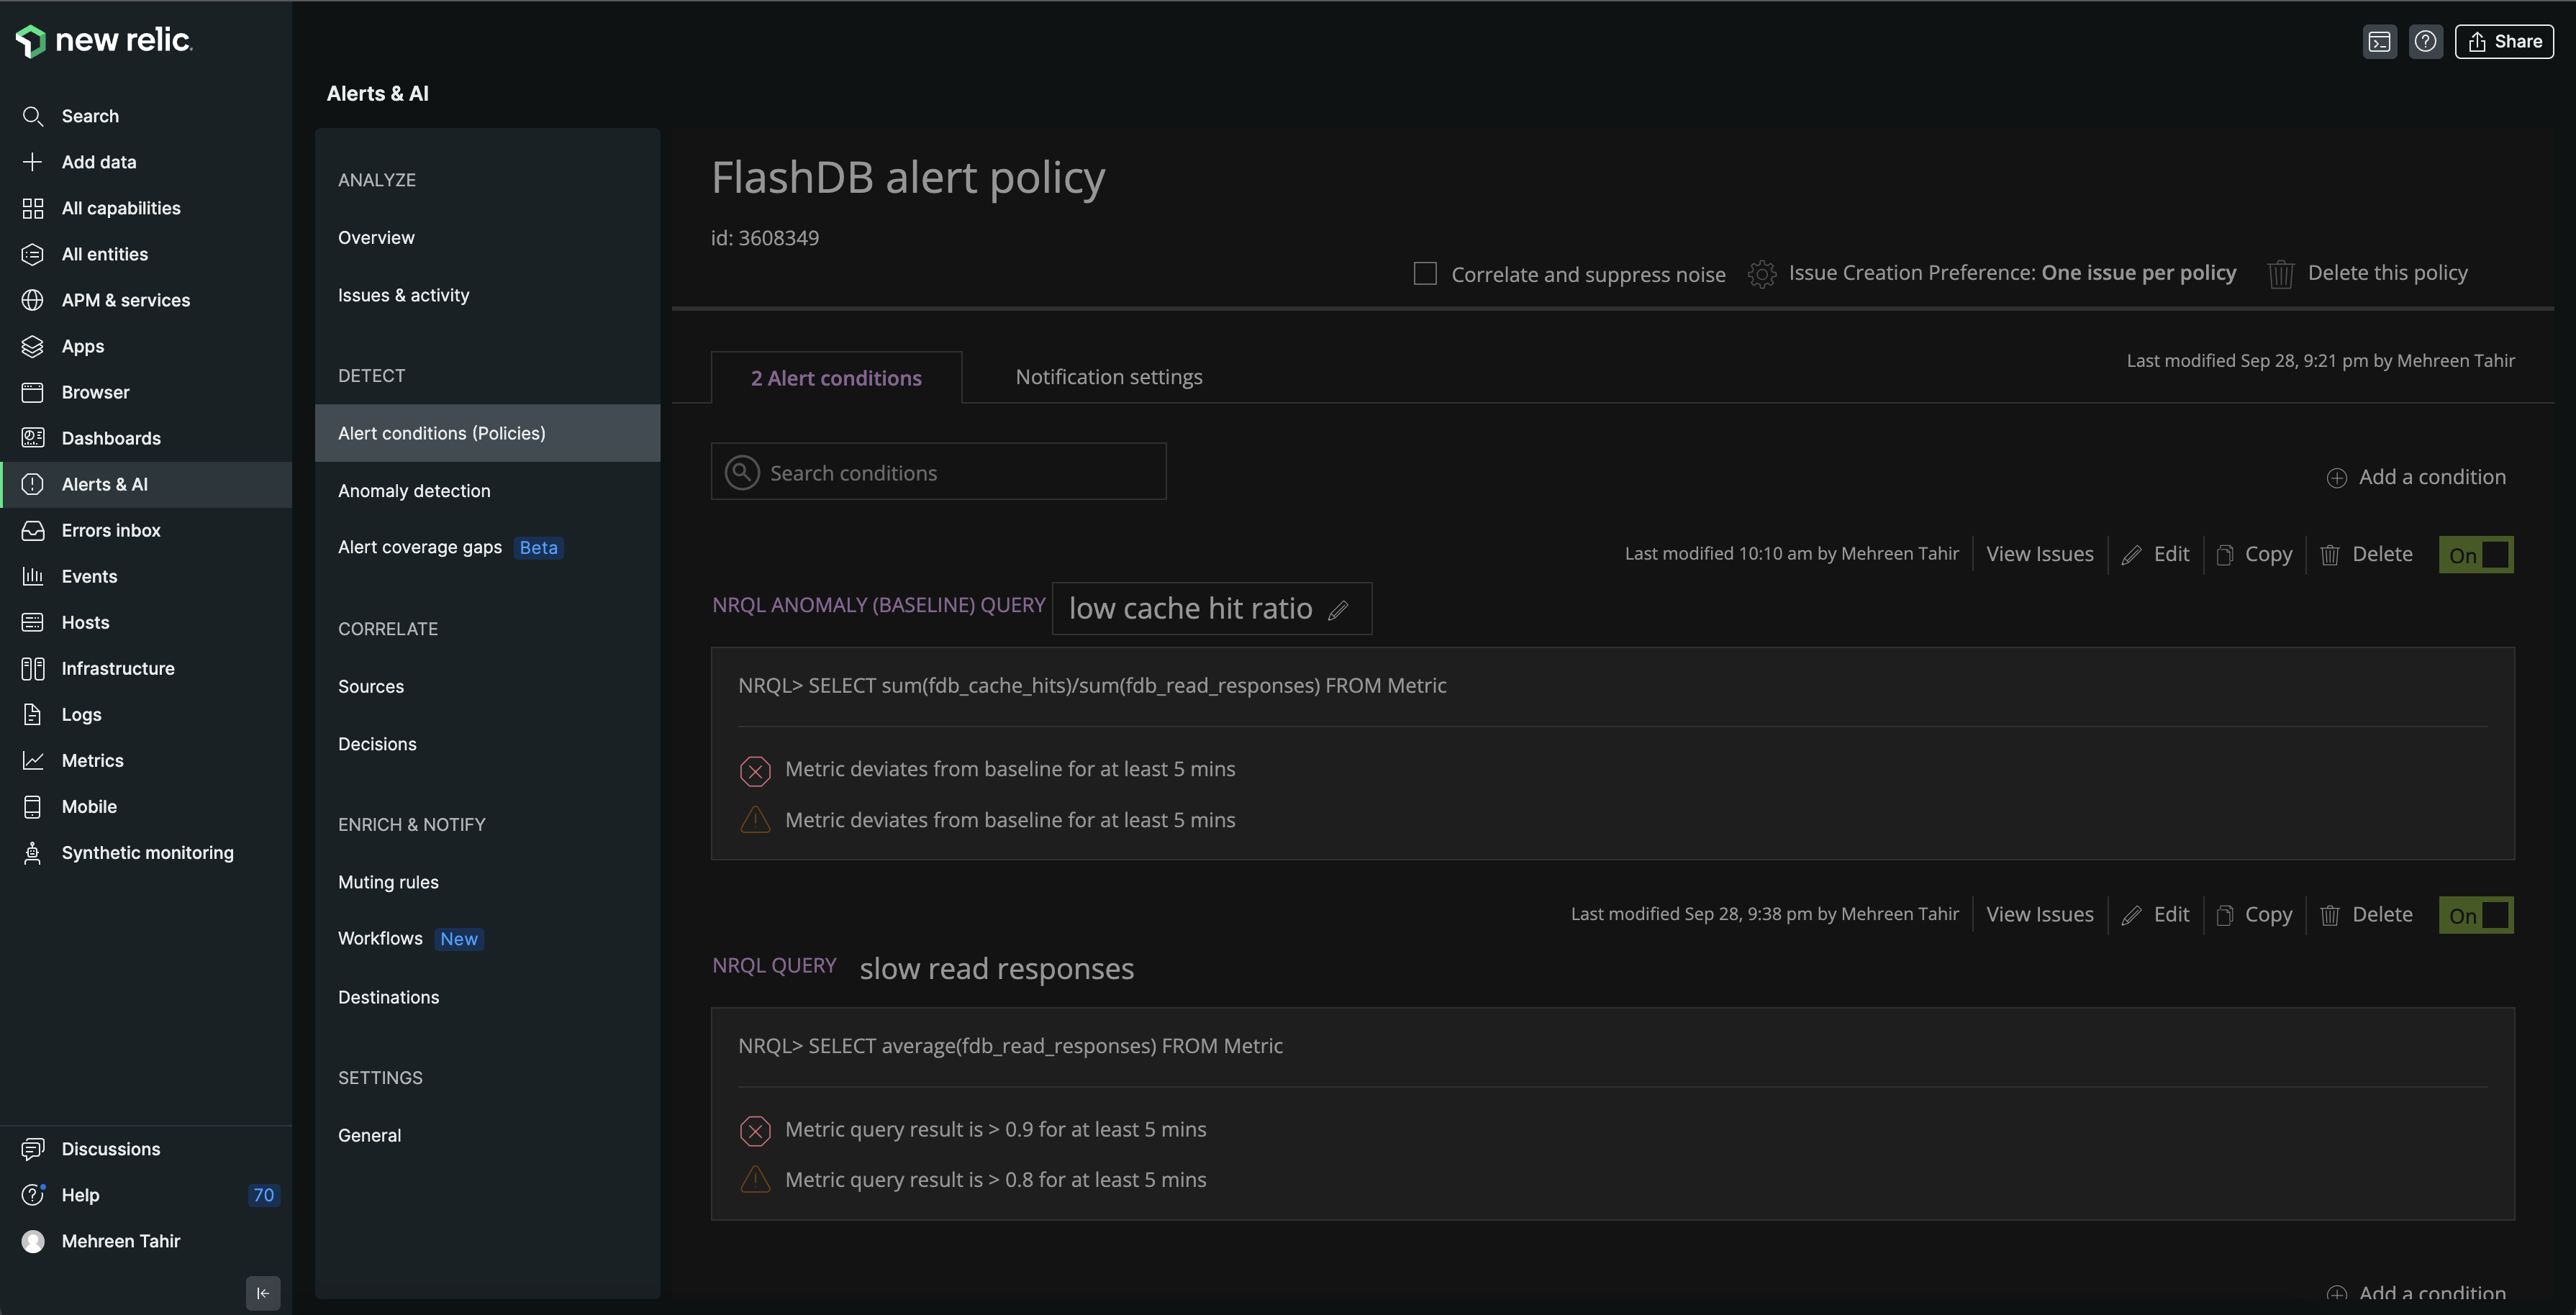 new relic.
Share
Search
Add data
All capabilities
All entities
APM & services
Apps
Browser
Dashboards
Alerts & AI
Errors inbox
Events
Hosts
Infrastructure
Logs
Metrics
Mobile
Synthetic monitoring
Discussions
Help 70
Mehreen Tahir
Alerts & AI
ANALYZE
Overview
Issues & activity
DETECT
Alert conditions (Policies)
Anomaly detection
Alert coverage gaps Beta
CORRELATE
Sources
Decisions
ENRICH & NOTIFY
Muting rules
Workflows New
Destinations
SETTINGS
General
FlashDB alert policy
id: 3608349
Correlate and suppress noise Issue Creation Preference: One issue per policy Delete this policy
2 Alert conditions Notification settings Last modified Sep 28, 9:21 pm by Mehreen Tahir
Search conditions Add a condition
Last modified 10:10 am by Mehreen Tahir View Issues Edit Copy Delete On
NRQL ANOMALY (BASELINE) QUERY low cache hit ratio
NRQL> SELECT sum(fdb_cache_hits)/sum(fdb_read_responses) FROM Metric
Metric deviates from baseline for at least 5 mins
Metric deviates from baseline for at least 5 mins
Last modified Sep 28, 9:38 pm by Mehreen Tahir View Issues Edit Copy Delete On
NRQL QUERY slow read responses
NRQL> SELECT average(fdb_read_responses) FROM Metric
Metric query result is > 0.9 for at least 5 mins
Metric query result is > 0.8 for at least 5 mins
Add a condition